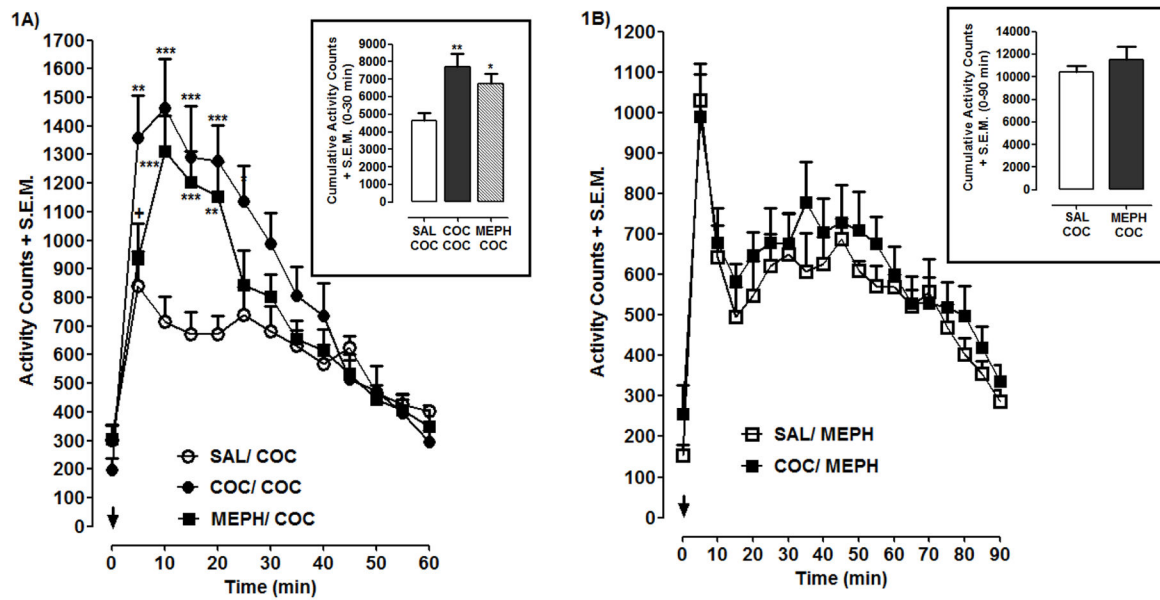 1A)
Activity Counts + S.E.M.
1700
1600
1500
1400
1300
1200
1100
1000
900
800
700
600
500
400
300
200
100
0
** *** *** *** *
*** *** **
+
SAL/ COC
COC/ COC
MEPH/ COC
0 10 20 30 40 50 60
Time (min)
Cumulative Activity Counts
+ S.E.M. (0-30 min)
9000
8000
7000
6000
5000
4000
3000
2000
1000
0
** *
SAL COC MEPH
COC COC COC
1B)
Activity Counts + S.E.M.
1200
1100
1000
900
800
700
600
500
400
300
200
100
0
SAL/ MEPH
COC/ MEPH
0 10 20 30 40 50 60 70 80 90
Time (min)
Cumulative Activity Counts
+ S.E.M. (0-90 min)
14000
12000
10000
8000
6000
4000
2000
0
SAL MEPH
COC COC